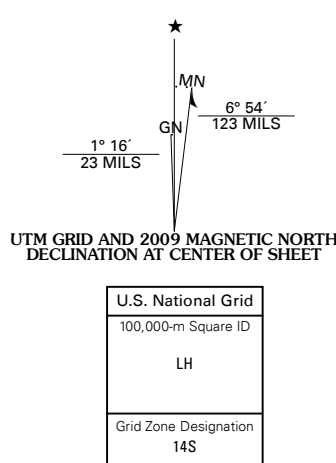 ★
MN
GN
6° 54´
123 MILS
1° 16´
23 MILS
UTM GRID AND 2009 MAGNETIC NORTH
DECLINATION AT CENTER OF SHEET
U.S. National Grid
100,000-m Square ID
LH
Grid Zone Designation
14S